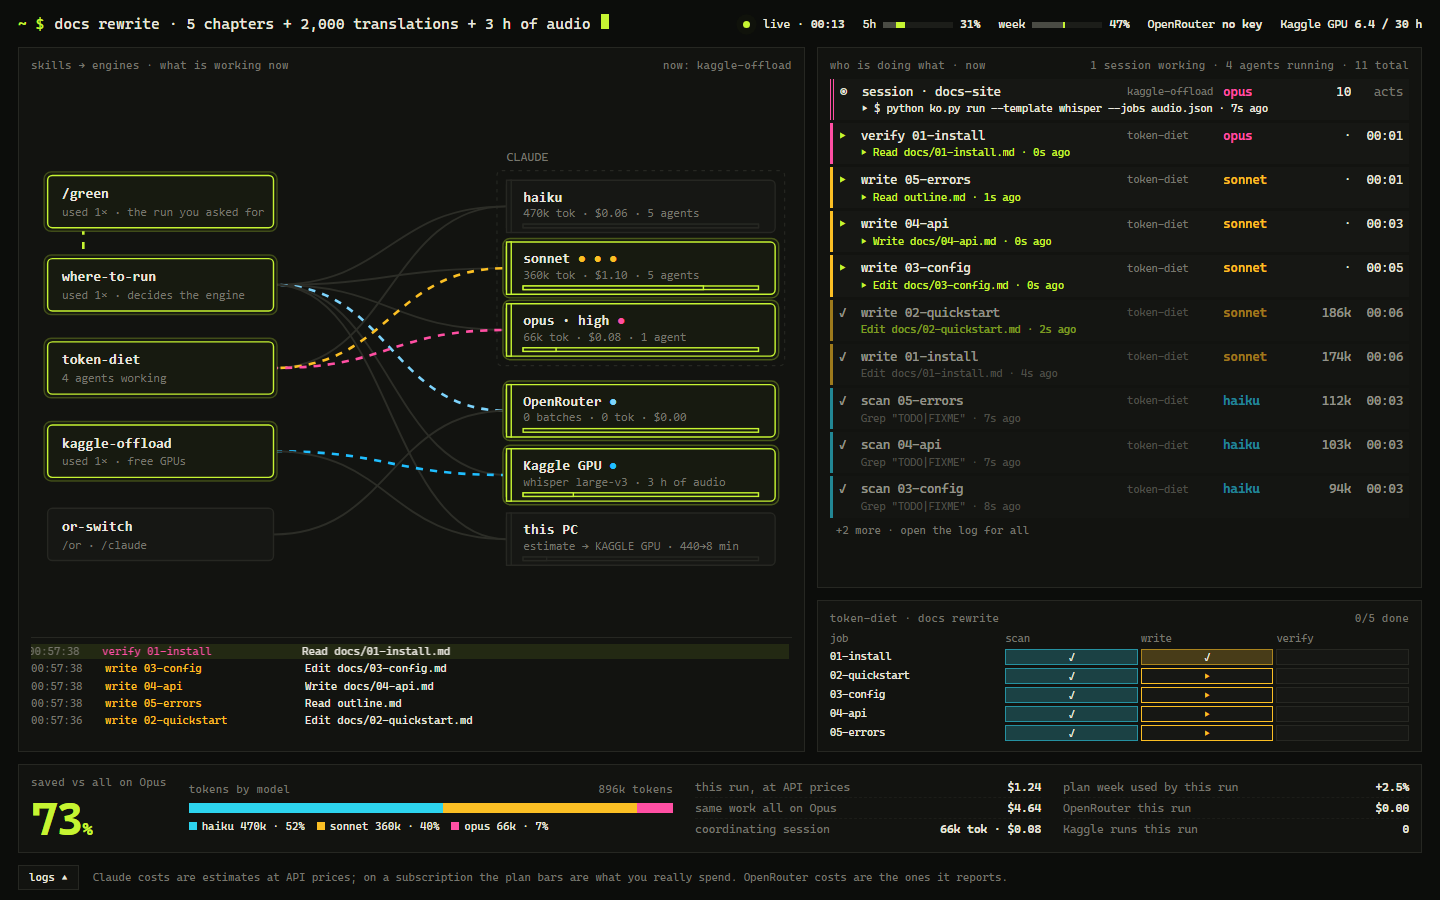 ~ $ docs rewrite · 5 chapters + 2,000 translations + 3 h of audio
● live · 00:13 5h 31% week 47% OpenRouter no key Kaggle GPU 6.4 / 30 h
skills → engines · what is working now
now: kaggle-offload
/green
used 1× · the run you asked for
where-to-run
used 1× · decides the engine
token-diet
4 agents working
kaggle-offload
used 1× · free GPUs
or-switch
/or · /claude
CLAUDE
haiku
470k tok · $0.06 · 5 agents
sonnet ● ● ●
360k tok · $1.10 · 5 agents
opus · high ●
66k tok · $0.08 · 1 agent
OpenRouter ●
0 batches · 0 tok · $0.00
Kaggle GPU ●
whisper large-v3 · 3 h of audio
this PC
estimate → KAGGLE GPU · 440→8 min
00:57:38 verify 01-install Read docs/01-install.md
00:57:38 write 03-config Edit docs/03-config.md
00:57:38 write 04-api Write docs/04-api.md
00:57:38 write 05-errors Read outline.md
00:57:36 write 02-quickstart Edit docs/02-quickstart.md
who is doing what · now
1 session working · 4 agents running · 11 total
session · docs-site kaggle-offload opus 10 acts
▸ $ python ko.py run --template whisper --jobs audio.json · 7s ago
▸ verify 01-install token-diet opus · 00:01
▸ Read docs/01-install.md · 0s ago
▸ write 05-errors token-diet sonnet · 00:01
▸ Read outline.md · 1s ago
▸ write 04-api token-diet sonnet · 00:03
▸ Write docs/04-api.md · 0s ago
▸ write 03-config token-diet sonnet · 00:05
▸ Edit docs/03-config.md · 0s ago
✓ write 02-quickstart token-diet sonnet 186k 00:06
Edit docs/02-quickstart.md · 2s ago
✓ write 01-install token-diet sonnet 174k 00:06
Edit docs/01-install.md · 4s ago
✓ scan 05-errors token-diet haiku 112k 00:03
Grep "TODO|FIXME" · 7s ago
✓ scan 04-api token-diet haiku 103k 00:03
Grep "TODO|FIXME" · 7s ago
✓ scan 03-config token-diet haiku 94k 00:03
Grep "TODO|FIXME" · 8s ago
+2 more · open the log for all
token-diet · docs rewrite 0/5 done
job scan write verify
01-install ✓ ✓
02-quickstart ✓ ▸
03-config ✓ ▸
04-api ✓ ▸
05-errors ✓ ▸
saved vs all on Opus
73%
tokens by model 896k tokens
haiku 470k · 52% sonnet 360k · 40% opus 66k · 7%
this run, at API prices $1.24
same work all on Opus $4.64
coordinating session 66k tok · $0.08
plan week used by this run +2.5%
OpenRouter this run $0.00
Kaggle runs this run 0
logs ▴
Claude costs are estimates at API prices; on a subscription the plan bars are what you really spend. OpenRouter costs are the ones it reports.